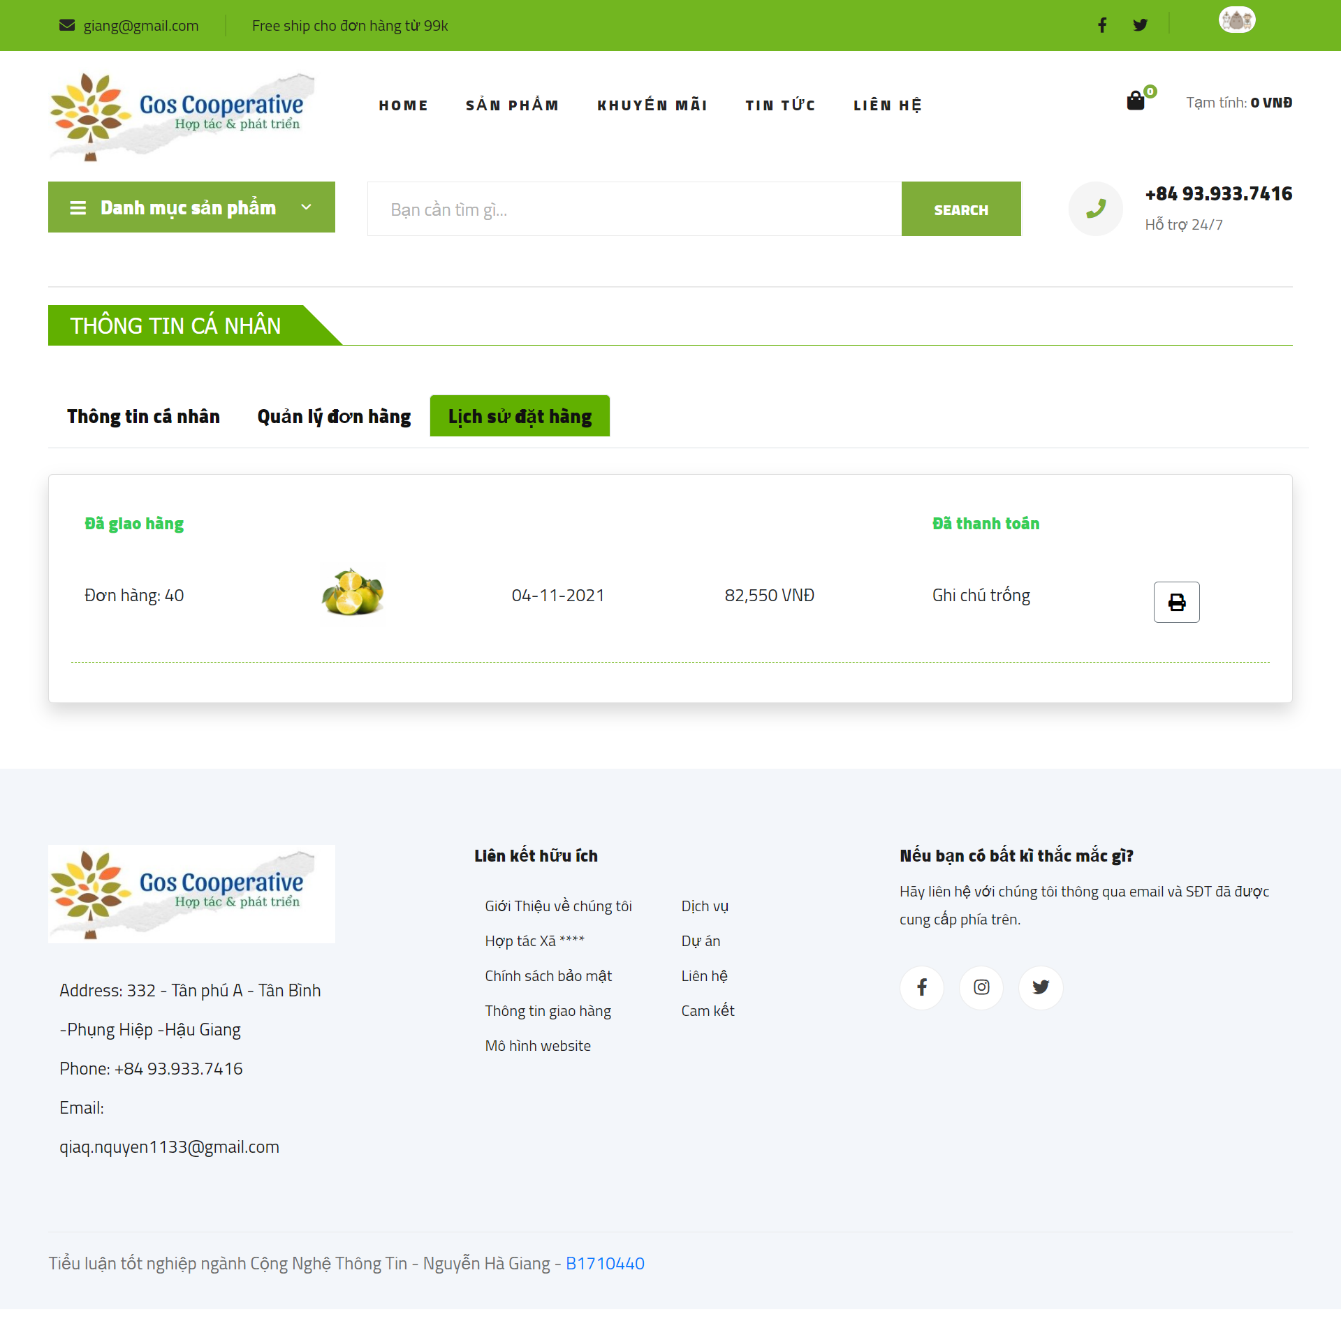 giang@gmail.com
Free ship cho đơn hàng từ 99k
Gos Cooperative
Hợp tác & phát triển
HOME
SẢN PHẨM
KHUYẾN MÃI
TIN TỨC
LIÊN HỆ
0
Tạm tính: 0 VNĐ
Danh mục sản phẩm
Bạn cần tìm gì...
SEARCH
+84 93.933.7416
Hỗ trợ 24/7
THÔNG TIN CÁ NHÂN
Thông tin cá nhân
Quản lý đơn hàng
Lịch sử đặt hàng
Đã giao hàng
Đã thanh toán
Đơn hàng: 40
04-11-2021
82,550 VNĐ
Ghi chú trống
Gos Cooperative
Hợp tác & phát triển
Address: 332 - Tân phú A - Tân Bình
-Phụng Hiệp -Hậu Giang
Phone: +84 93.933.7416
Email:
qiaq.nquyen1133@gmail.com
Liên kết hữu ích
Giới Thiệu về chúng tôi
Hợp tác Xã ****
Chính sách bảo mật
Thông tin giao hàng
Mô hình website
Dịch vụ
Dự án
Liên hệ
Cam kết
Nếu bạn có bất kì thắc mắc gì?
Hãy liên hệ với chúng tôi thông qua email và SĐT đã được
cung cấp phía trên.
Tiểu luận tốt nghiệp ngành Cộng Nghệ Thông Tin - Nguyễn Hà Giang - B1710440